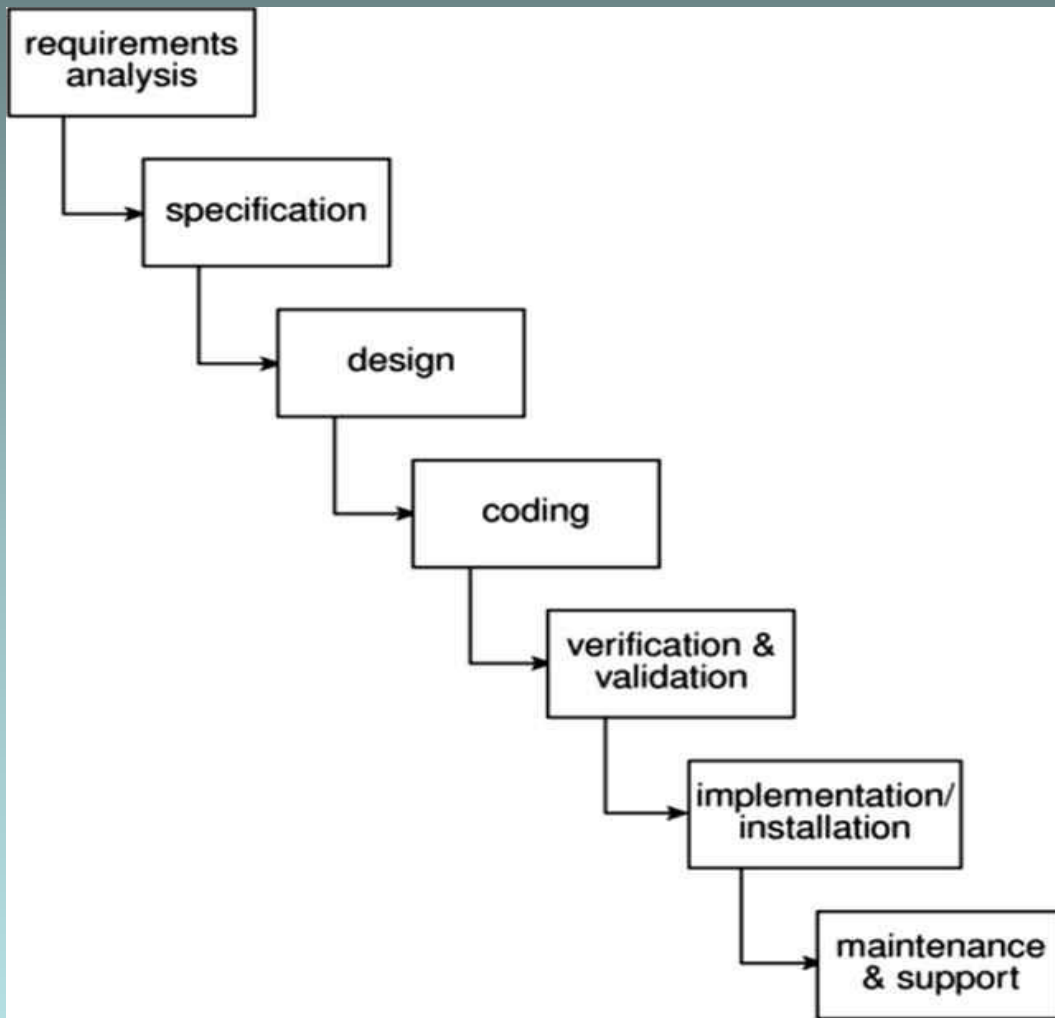 requirements
analysis
specification
design
coding
verification &
validation
implementation/
installation
maintenance
& support